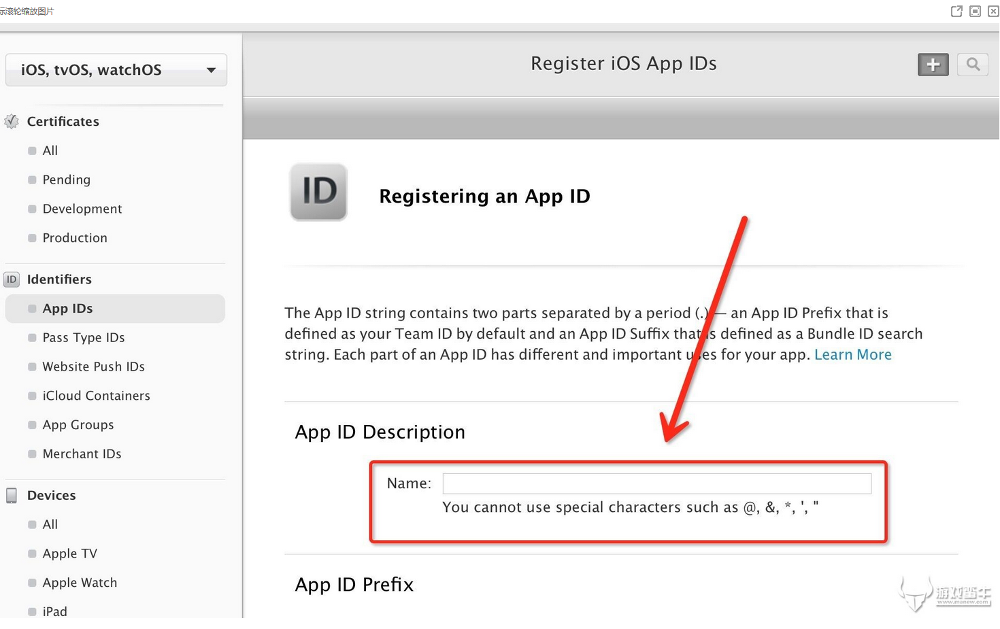 标滚轮缩放图片
iOS, tvOS, watchOS
Register iOS App IDs
Certificates
All
Pending
Development
Production
ID Identifiers
App IDs
Pass Type IDs
Website Push IDs
iCloud Containers
App Groups
Merchant IDs
Devices
All
Apple TV
Apple Watch
iPad
ID
Registering an App ID
The App ID string contains two parts separated by a period (.) — an App ID Prefix that is
defined as your Team ID by default and an App ID Suffix that is defined as a Bundle ID search
string. Each part of an App ID has different and important uses for your app. Learn More
App ID Description
Name:
You cannot use special characters such as @, &, *, ', "
App ID Prefix
游戏蛮牛
www.manew.com